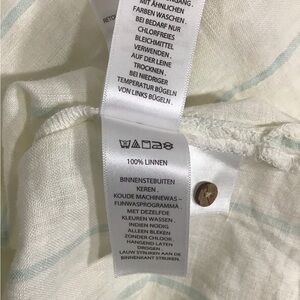 MIT ÄHNLICHEN
FARBEN WASCHEN.
BEI BEDARF NUR
CHLORFREIES
BLEICHMITTEL
VERWENDEN.
AUF DER LEINE
TROCKNEN.
BEI NIEDRIGER
TEMPERATUR BÜGELN
VON LINKS BÜGELN.
100% LINNEN
BINNENSTEBUITEN
KEREN.
KOUDE MACHINEWAS –
FIJNWASPROGRAMMA
MET DEZELFDE
KLEUREN WASSEN.
INDIEN NODIG
ALLEEN BLEKEN
ZONDER CHLOOR.
HANGEND LATEN
DROGEN.
LAUW STRIJKEN AAN DE
BINNENKANT STRIJKEN.